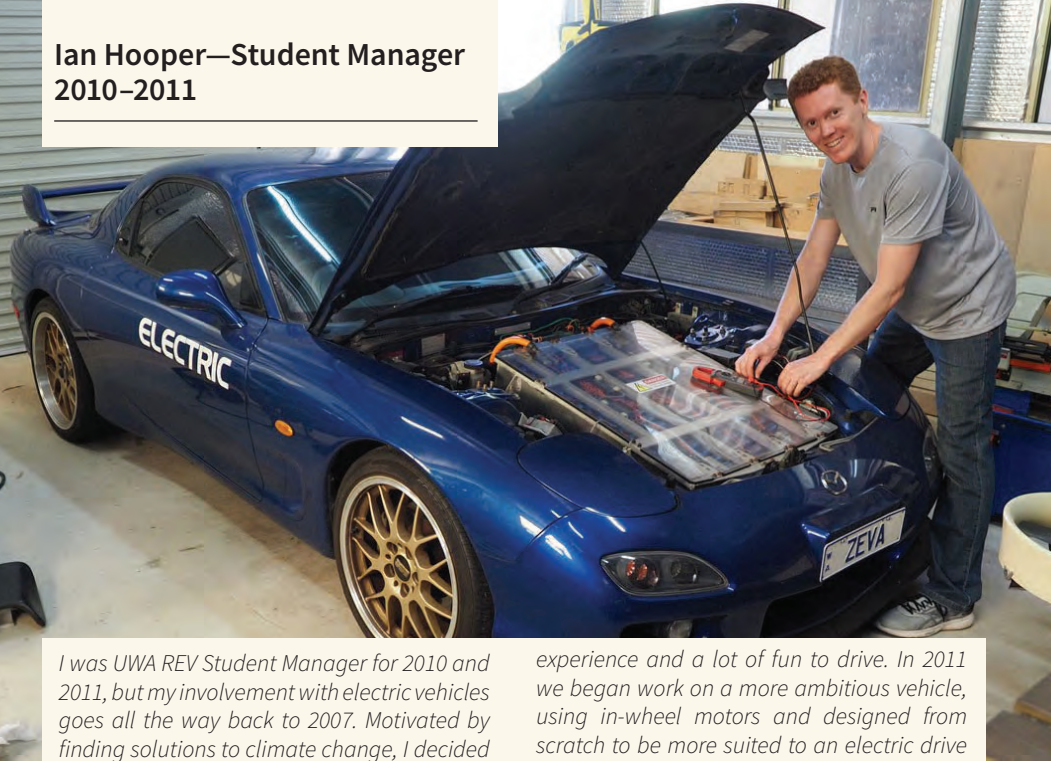 Ian Hooper—Student Manager
2010–2011
ELECTRIC
ZEVA
I was UWA REV Student Manager for 2010 and
2011, but my involvement with electric vehicles
goes all the way back to 2007. Motivated by
finding solutions to climate change, I decided
experience and a lot of fun to drive. In 2011
we began work on a more ambitious vehicle,
using in-wheel motors and designed from
scratch to be more suited to an electric drive